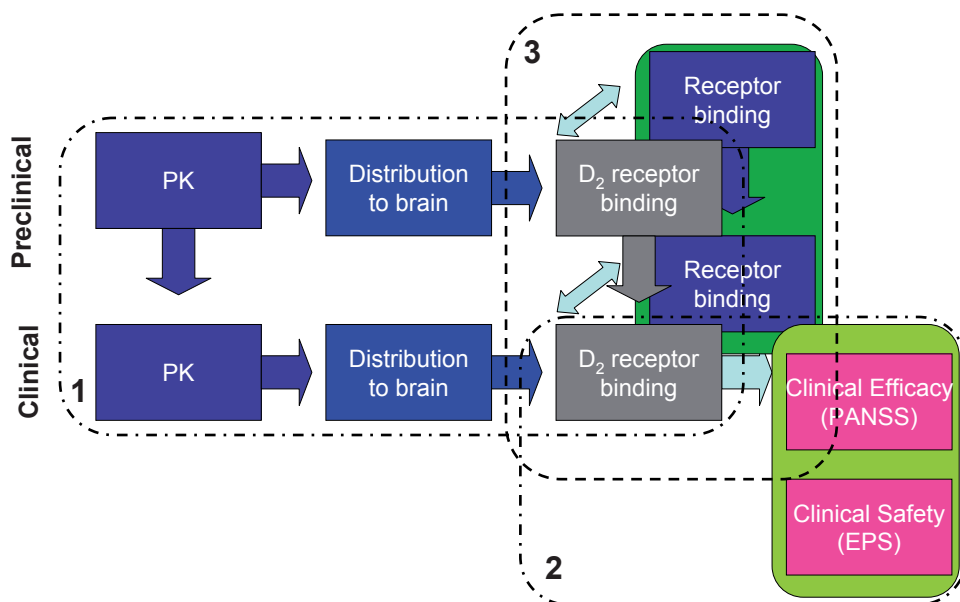 3
Receptor
binding
Preclinical
PK
Distribution
to brain
D₂ receptor
binding
Receptor
binding
Clinical
1
PK
Distribution
to brain
D₂ receptor
binding
Clinical Efficacy
(PANSS)
Clinical Safety
(EPS)
2